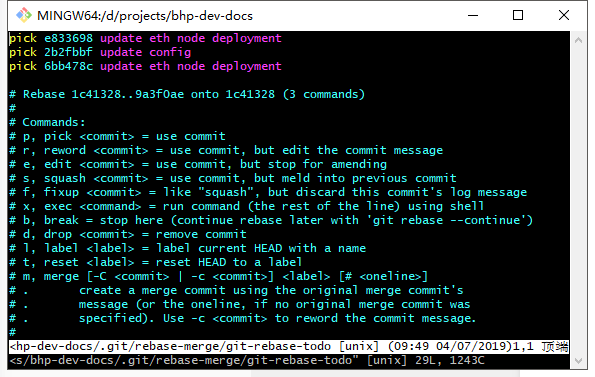 MINGW64:/d/projects/bhp-dev-docs
pick e833698 update eth node deployment
pick 2b2fbbf update config
pick 6bb478c update eth node deployment

# Rebase 1c41328..9a3f0ae onto 1c41328 (3 commands)
#
# Commands:
# p, pick <commit> = use commit
# r, reword <commit> = use commit, but edit the commit message
# e, edit <commit> = use commit, but stop for amending
# s, squash <commit> = use commit, but meld into previous commit
# f, fixup <commit> = like "squash", but discard this commit's log message
# x, exec <command> = run command (the rest of the line) using shell
# b, break = stop here (continue rebase later with 'git rebase --continue')
# d, drop <commit> = remove commit
# l, label <label> = label current HEAD with a name
# t, reset <label> = reset HEAD to a label
# m, merge [-C <commit> | -c <commit>] <label> [# <oneline>]
# .       create a merge commit using the original merge commit's
# .       message (or the oneline, if no original merge commit was
# .       specified). Use -c <commit> to reword the commit message.
#
<hp-dev-docs/.git/rebase-merge/git-rebase-todo [unix] (09:49 04/07/2019)1,1 顶端
<s/bhp-dev-docs/.git/rebase-merge/git-rebase-todo" [unix] 29L, 1243C